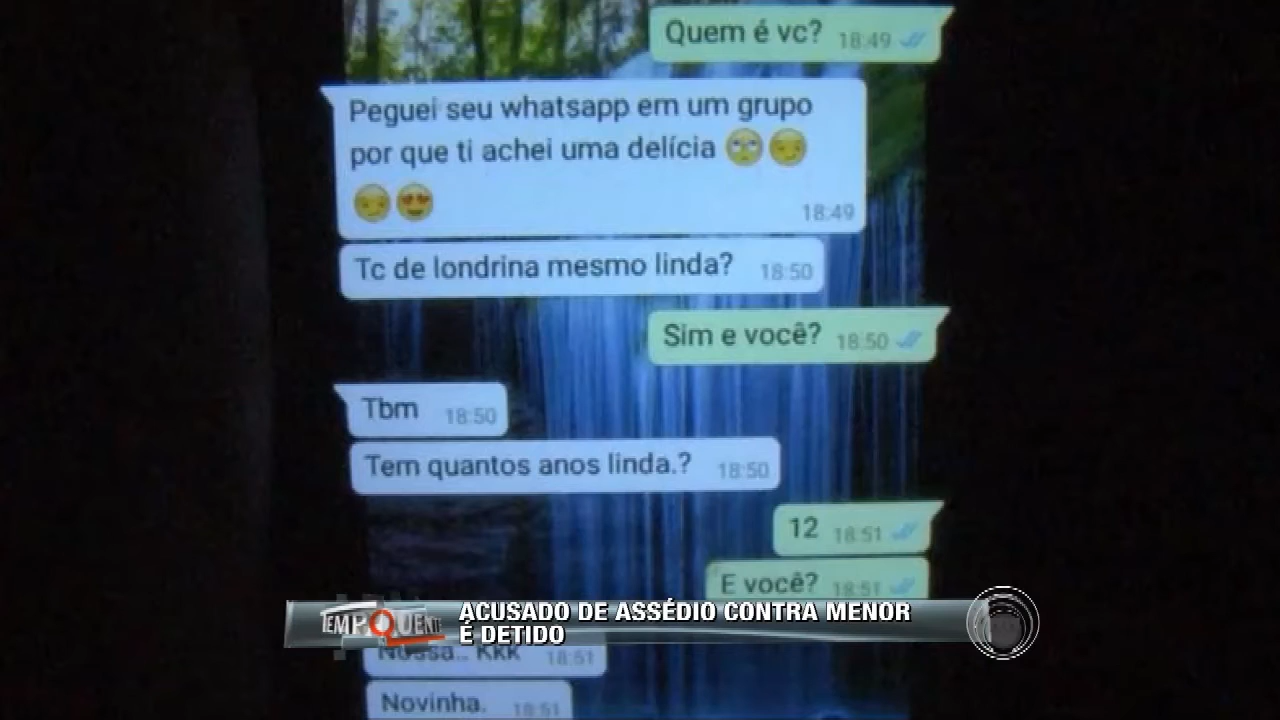 Quem é vc? 18:49
Peguei seu whatsapp em um grupo
por que ti achei uma delícia
18:49
Tc de londrina mesmo linda? 18:50
Sim e você? 18:50
Tbm 18:50
Tem quantos anos linda.? 18:50
12 18:51
E você? 18:51
TEMPO QUENTE
ACUSADO DE ASSÉDIO CONTRA MENOR
É DETIDO
Nossa.. Kkk 18:51
Novinha. 18:51